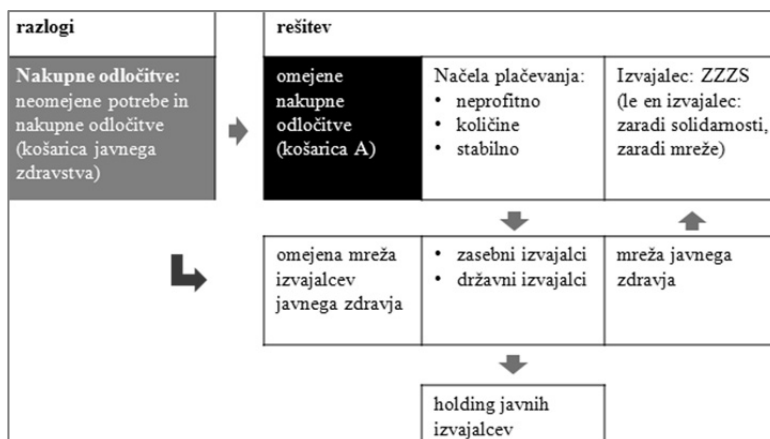 razlogi
rešitev
Nakupne odločitve:
neomejene potrebe in
nakupne odločitve
(košarica javnega
zdravstva)
omejene
nakupne
odločitve
(košarica A)
Načela plačevanja:
• neprofitno
• količine
• stabilno
Izvajalec: ZZZS
(le en izvajalec:
zaradi solidarnosti,
zaradi mreže)
omejena mreža
izvajalcev
javnega zdravja
• zasebni izvajalci
• državni izvajalci
mreža javnega
zdravja
holding javnih
izvajalcev